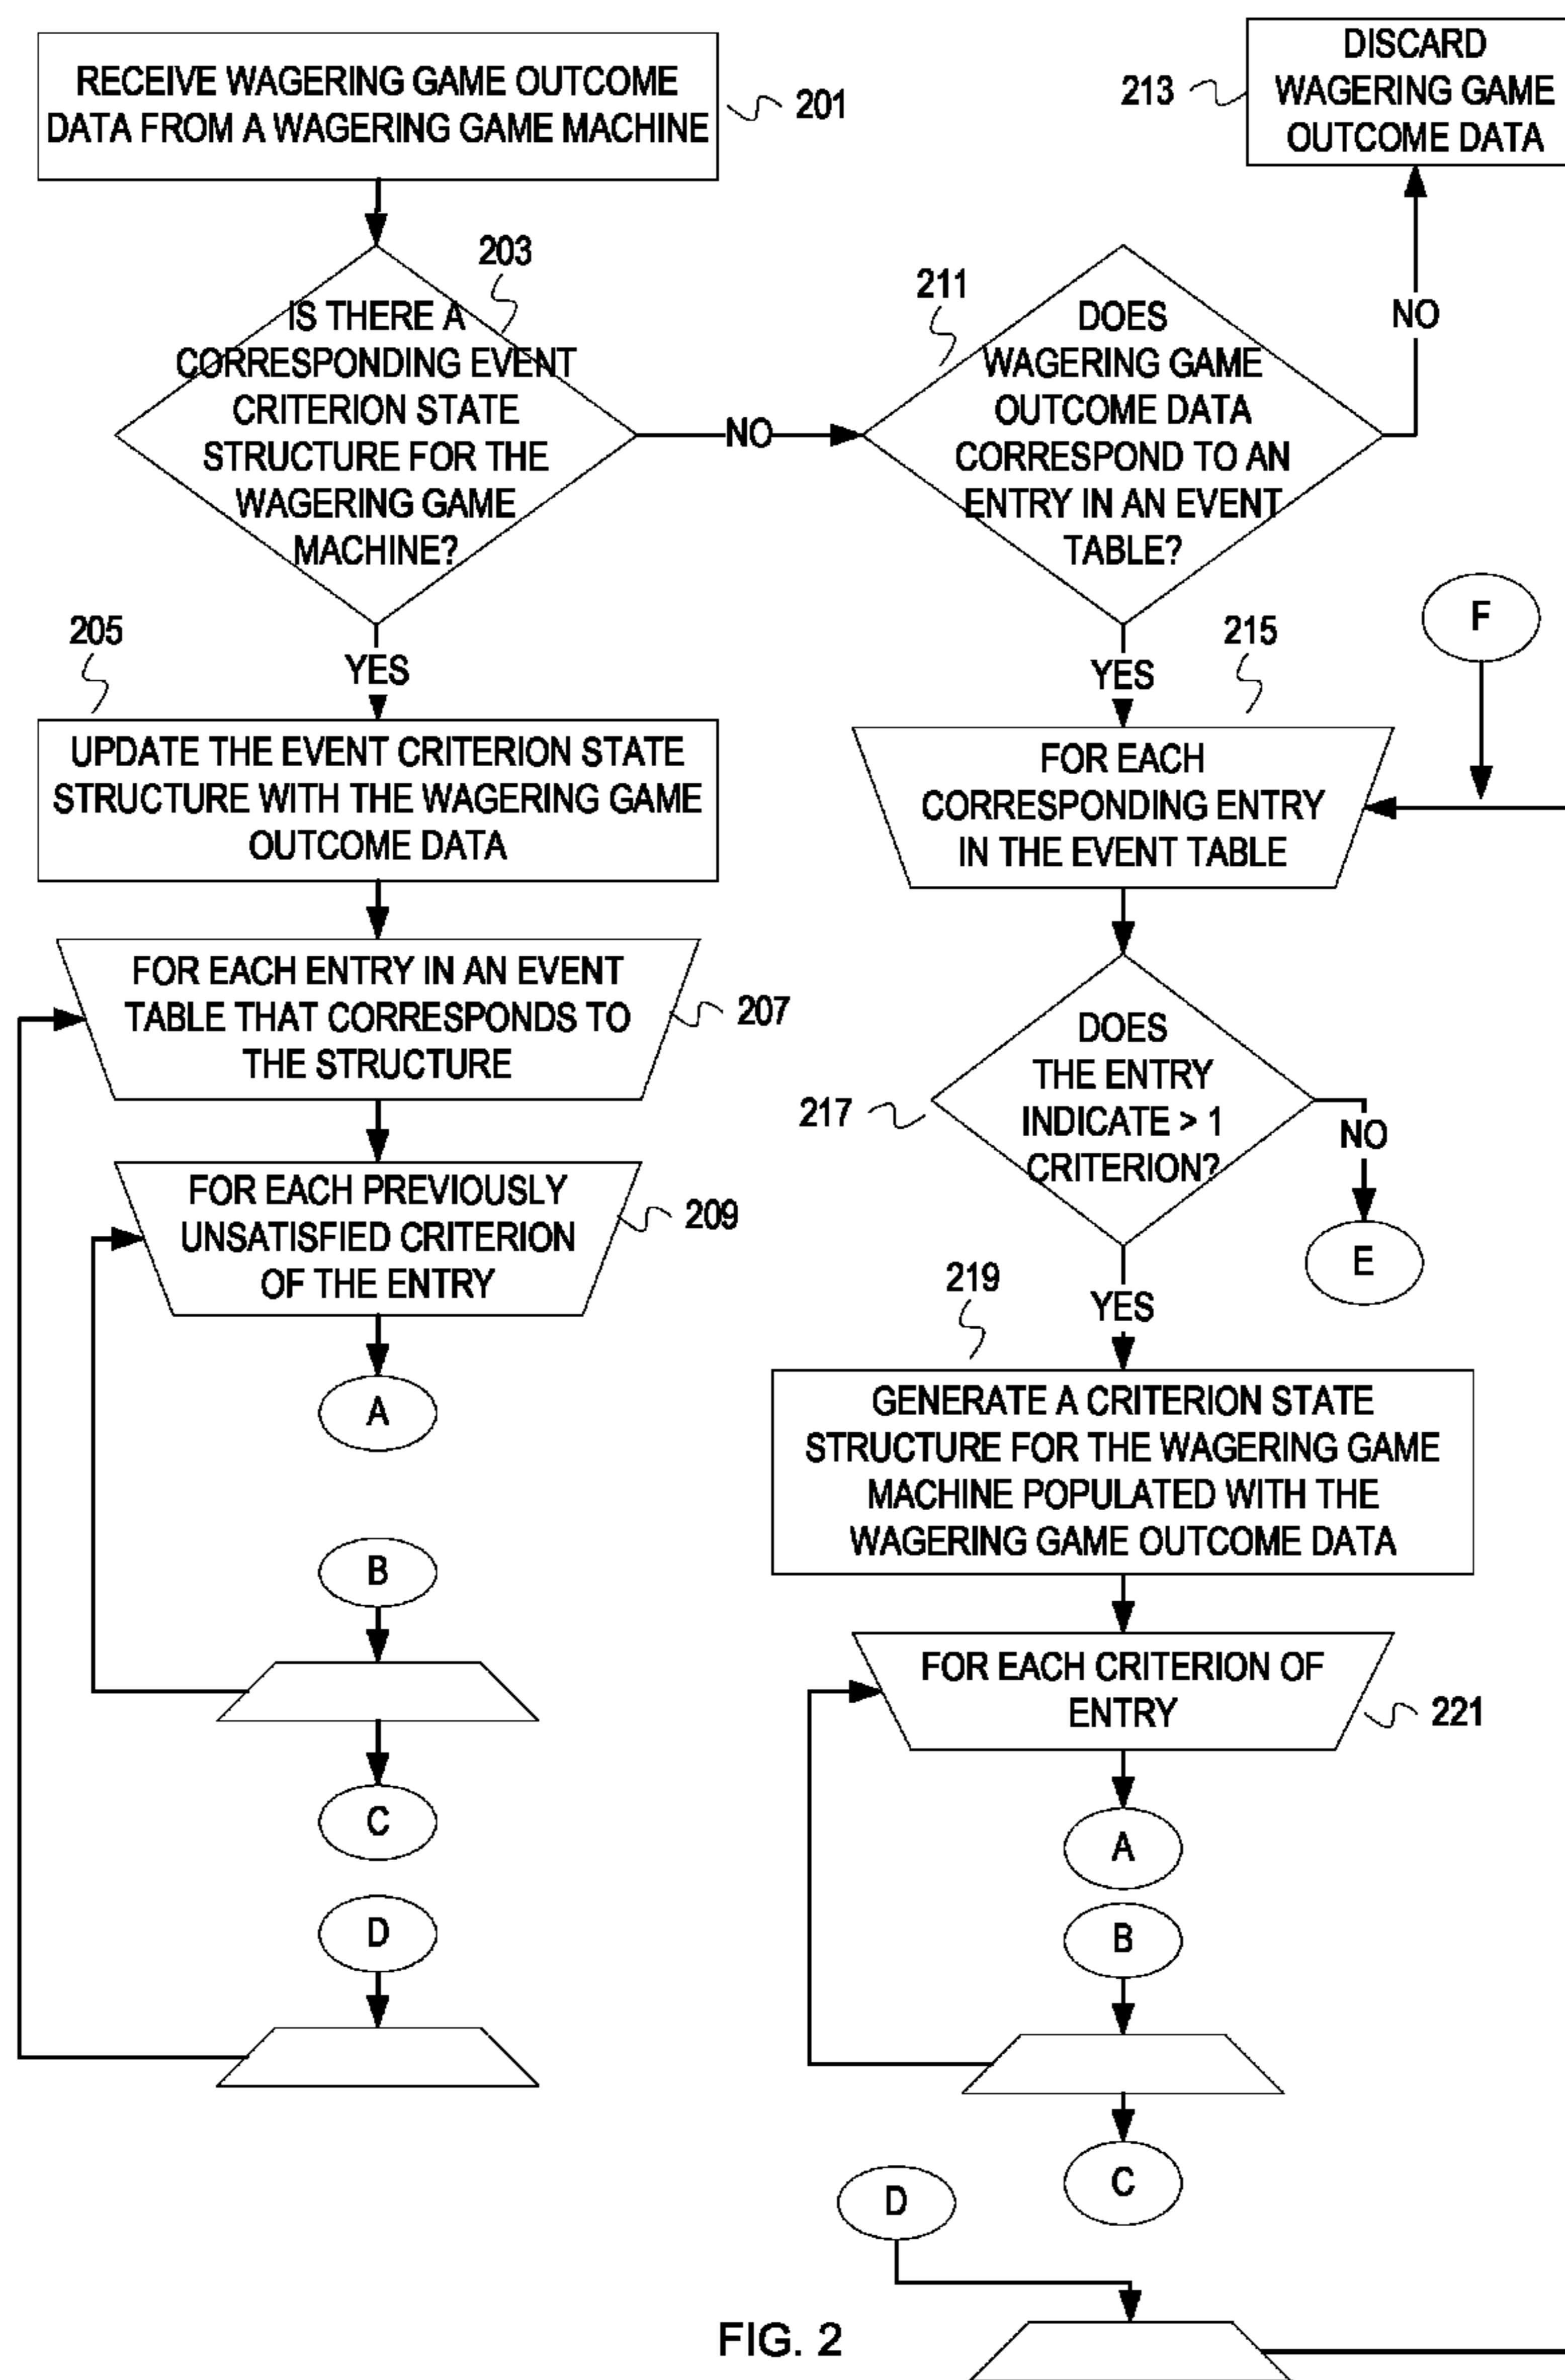 RECEIVE WAGERING GAME OUTCOME
DATA FROM A WAGERING GAME MACHINE
201
203
IS THERE A
CORRESPONDING EVENT
CRITERION STATE
STRUCTURE FOR THE
WAGERING GAME
MACHINE?
NO
YES
205
UPDATE THE EVENT CRITERION STATE
STRUCTURE WITH THE WAGERING GAME
OUTCOME DATA
FOR EACH ENTRY IN AN EVENT
TABLE THAT CORRESPONDS TO
THE STRUCTURE
207
FOR EACH PREVIOUSLY
UNSATISFIED CRITERION
OF THE ENTRY
209
A
B
C
D
DISCARD
WAGERING GAME
OUTCOME DATA
213
NO
211
DOES
WAGERING GAME
OUTCOME DATA
CORRESPOND TO AN
ENTRY IN AN EVENT
TABLE?
YES
215
F
FOR EACH
CORRESPONDING ENTRY
IN THE EVENT TABLE
DOES
THE ENTRY
INDICATE > 1
CRITERION?
217
NO
E
YES
219
GENERATE A CRITERION STATE
STRUCTURE FOR THE WAGERING GAME
MACHINE POPULATED WITH THE
WAGERING GAME OUTCOME DATA
FOR EACH CRITERION OF
ENTRY
221
A
B
C
D
FIG. 2